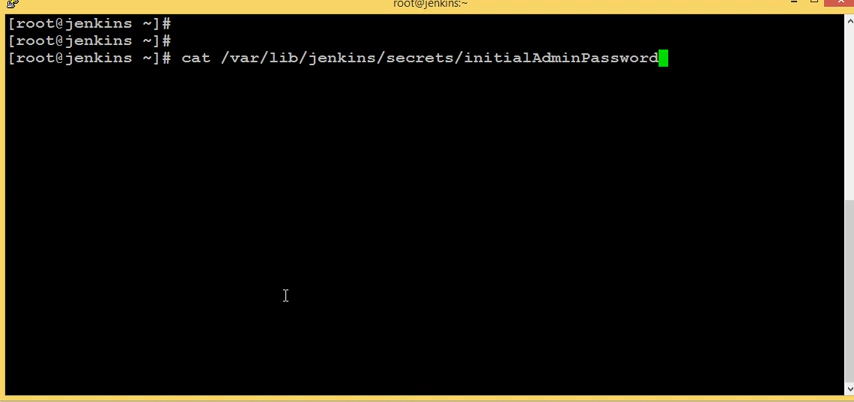 root@jenkins:~
[root@jenkins ~]#
[root@jenkins ~]#
[root@jenkins ~]# cat /var/lib/jenkins/secrets/initialAdminPassword